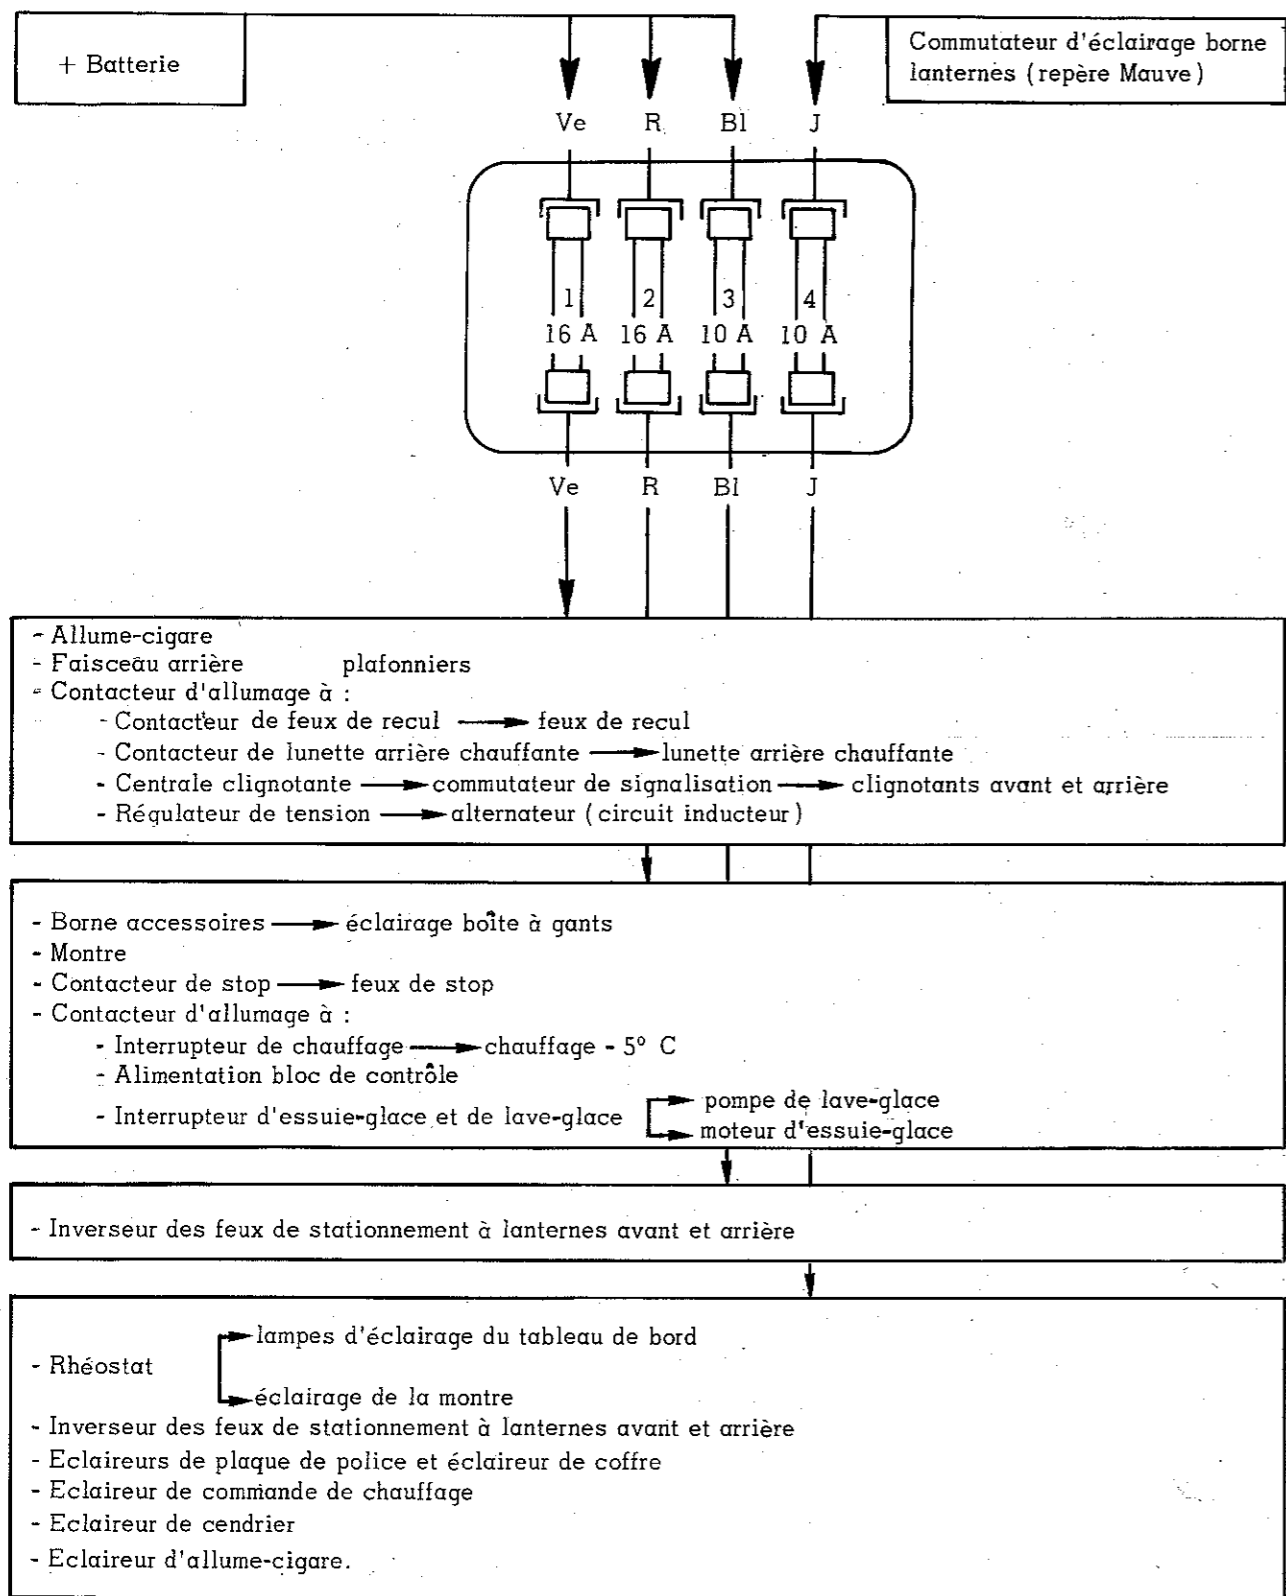 + Batterie
Commutateur d'éclairage borne
lanternes (repère Mauve)
Ve R Bl J
1 2 3 4
16 A 16 A 10 A 10 A
Ve R Bl J
- Allume-cigare
- Faisceau arrière plafonniers
- Contacteur d'allumage à :
- Contacteur de feux de recul → feux de recul
- Contacteur de lunette arrière chauffante → lunette arrière chauffante
- Centrale clignotante → commutateur de signalisation → clignotants avant et arrière
- Régulateur de tension → alternateur (circuit inducteur)
- Borne accessoires → éclairage boîte à gants
- Montre
- Contacteur de stop → feux de stop
- Contacteur d'allumage à :
- Interrupteur de chauffage → chauffage - 5° C
- Alimentation bloc de contrôle
- Interrupteur d'essuie-glace et de lave-glace
pompe de lave-glace
moteur d'essuie-glace
- Inverseur des feux de stationnement à lanternes avant et arrière
lampes d'éclairage du tableau de bord
- Rhéostat
éclairage de la montre
- Inverseur des feux de stationnement à lanternes avant et arrière
- Eclaireurs de plaque de police et éclaireur de coffre
- Eclaireur de commande de chauffage
- Eclaireur de cendrier
- Eclaireur d'allume-cigare.